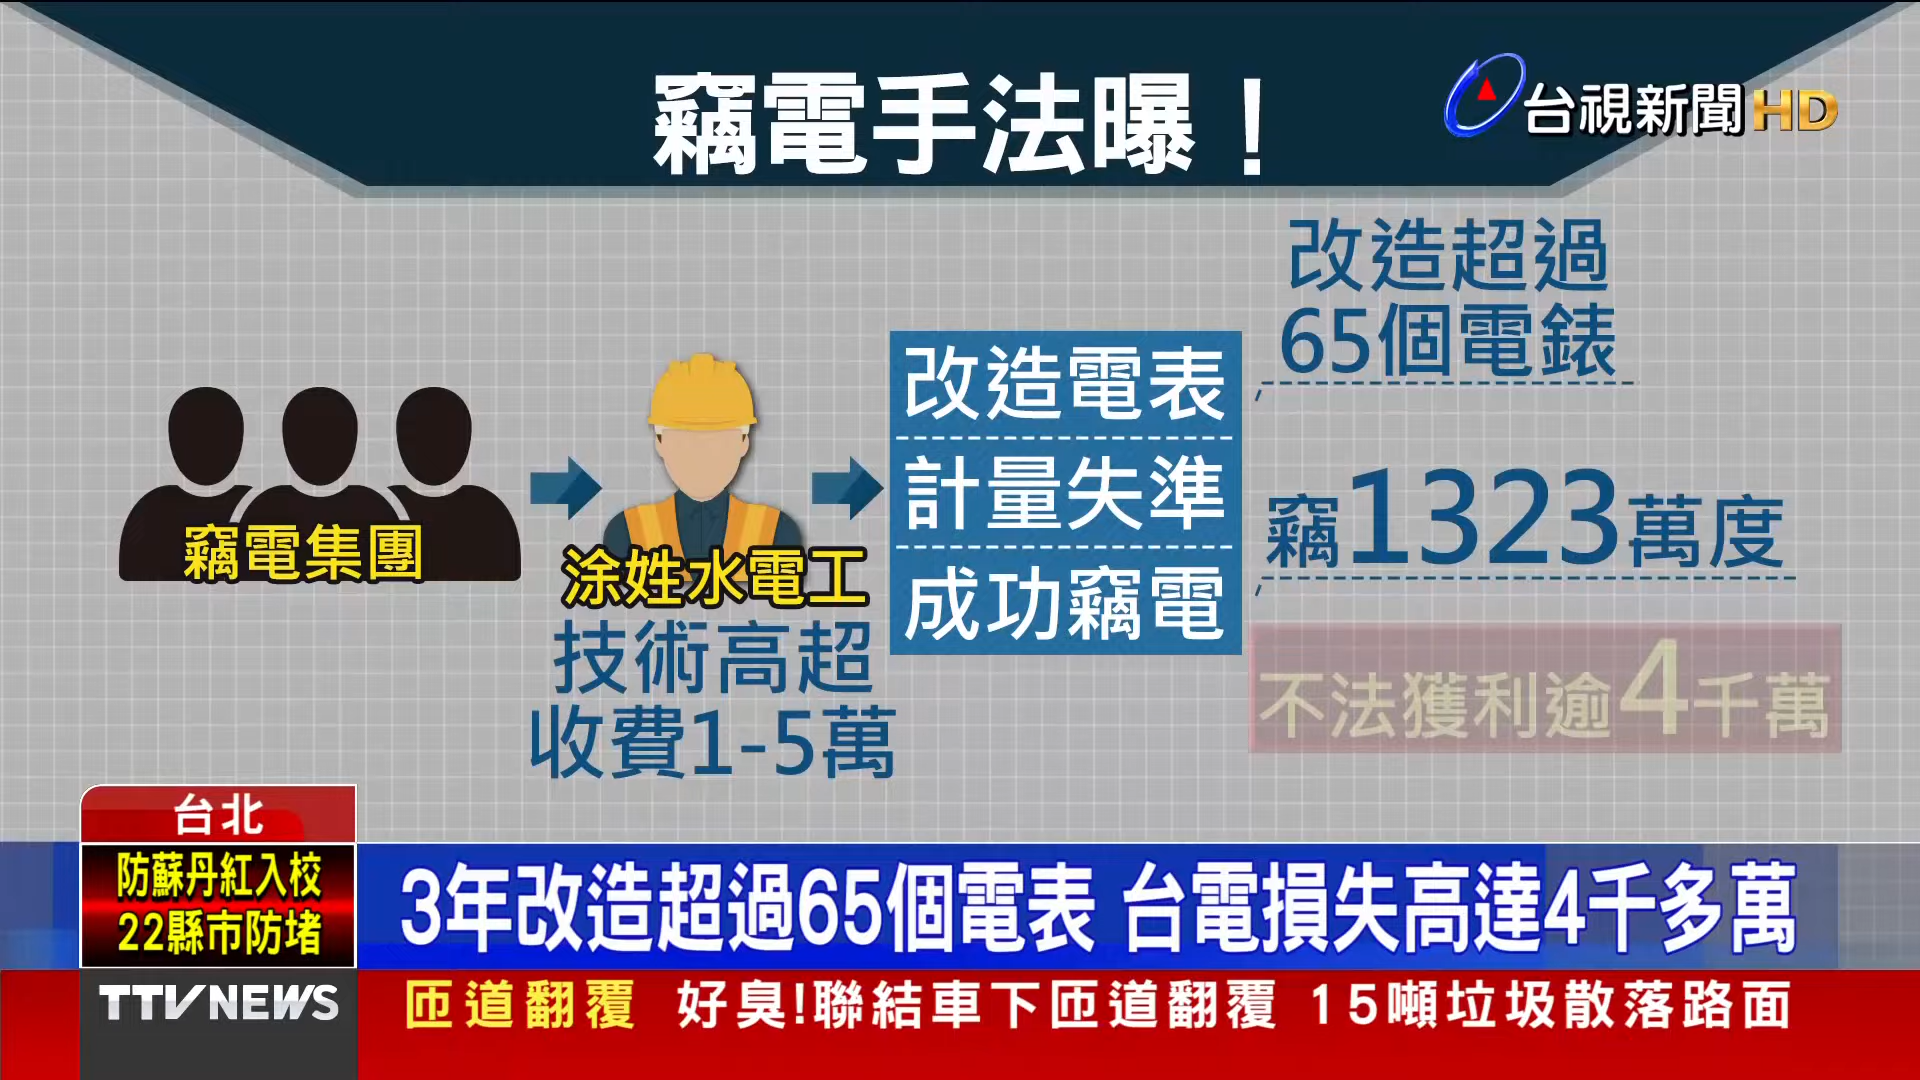 竊電手法曝！
台視新聞HD
改造超過
65個電錶
竊1323萬度
不法獲利逾4千萬
改造電表
計量失準
成功竊電
竊電集團
涂姓水電工
技術高超
收費1-5萬
台北
防蘇丹紅入校
22縣市防堵
3年改造超過65個電表 台電損失高達4千多萬
TTV NEWS
匝道翻覆 好臭!聯結車下匝道翻覆 15噸垃圾散落路面